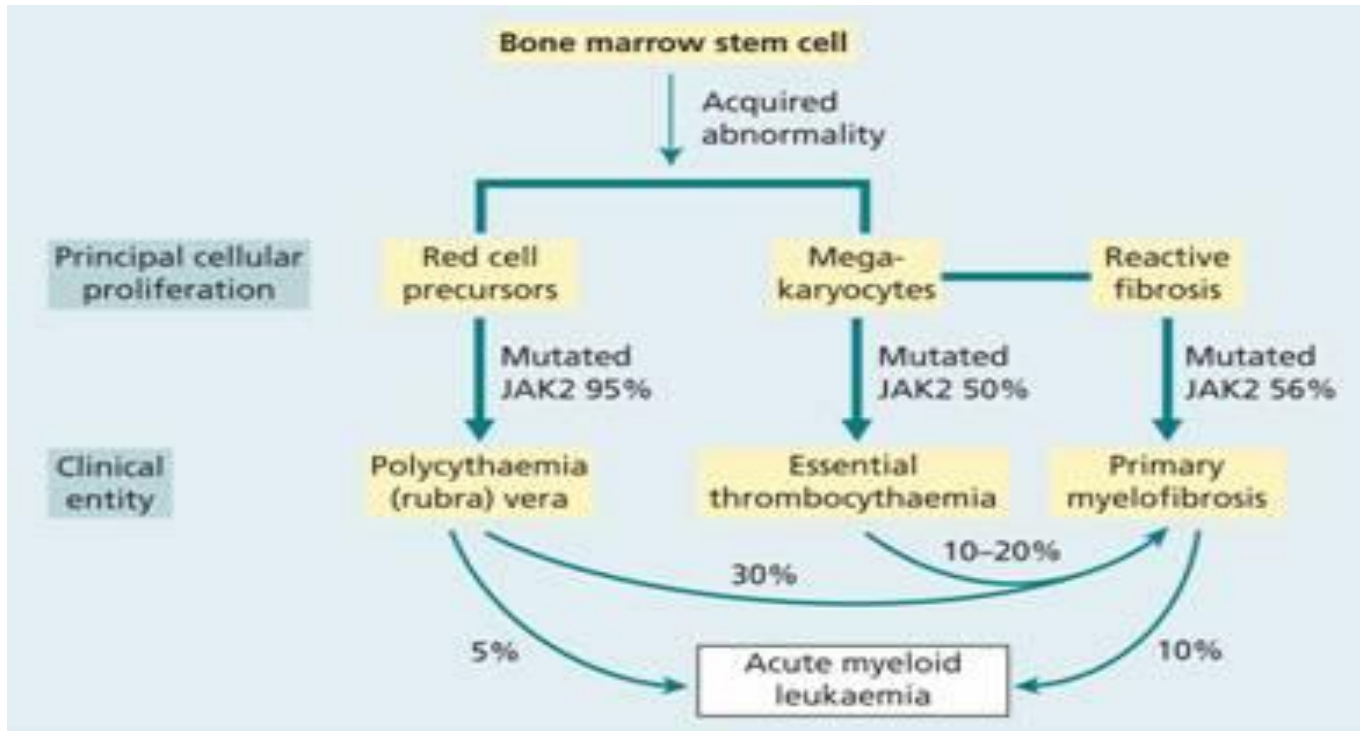 Bone marrow stem cell
Acquired
abnormality
Principal cellular
proliferation
Red cell
precursors
Mega-
karyocytes
Reactive
fibrosis
Mutated
JAK2 95%
Mutated
JAK2 50%
Mutated
JAK2 56%
Clinical
entity
Polycythaemia
(rubra) vera
Essential
thrombocythaemia
Primary
myelofibrosis
10–20%
30%
5%
10%
Acute myeloid
leukaemia